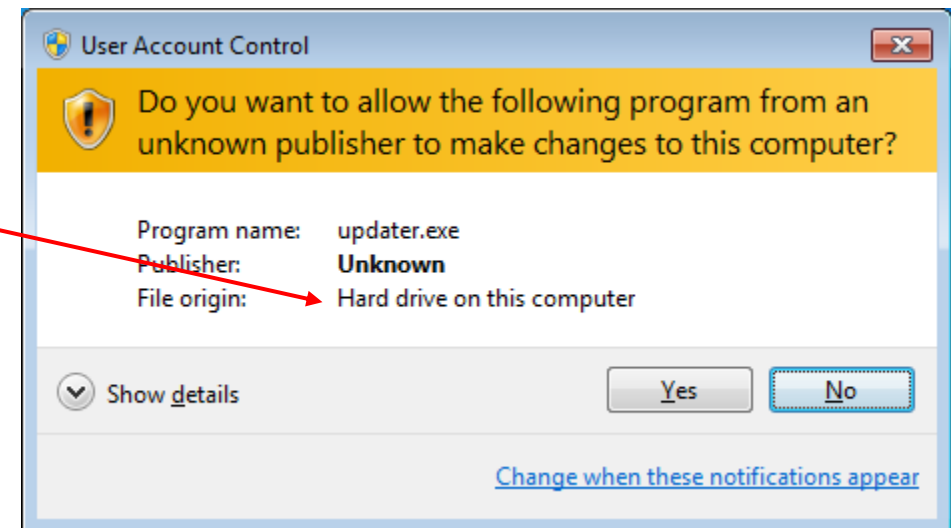 User Account Control
Do you want to allow the following program from an
unknown publisher to make changes to this computer?
Program name: updater.exe
Publisher: Unknown
File origin: Hard drive on this computer
Show details
Yes
No
Change when these notifications appear